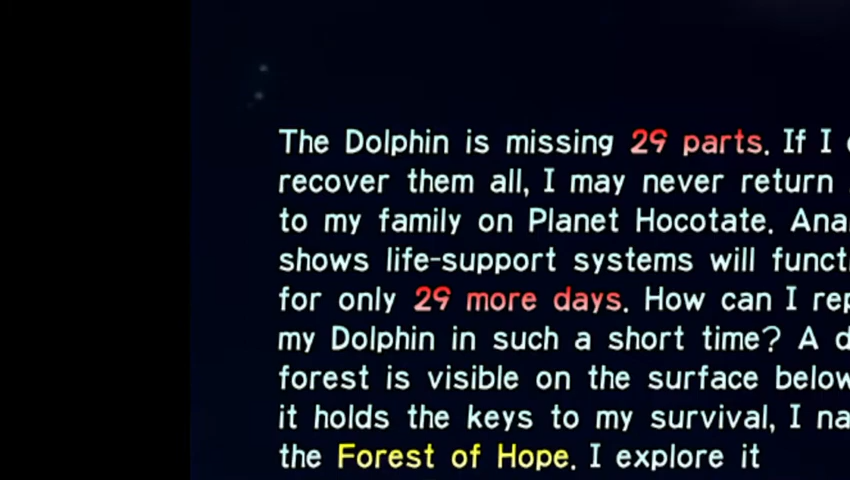 The Dolphin is missing 29 parts. If I
recover them all, I may never return
to my family on Planet Hocotate.
shows life-support systems will
for only 29 more days. How can I
my Dolphin in such a short time? A
forest is visible on the surface below
it holds the keys to my survival, I
the Forest of Hope. I explore it